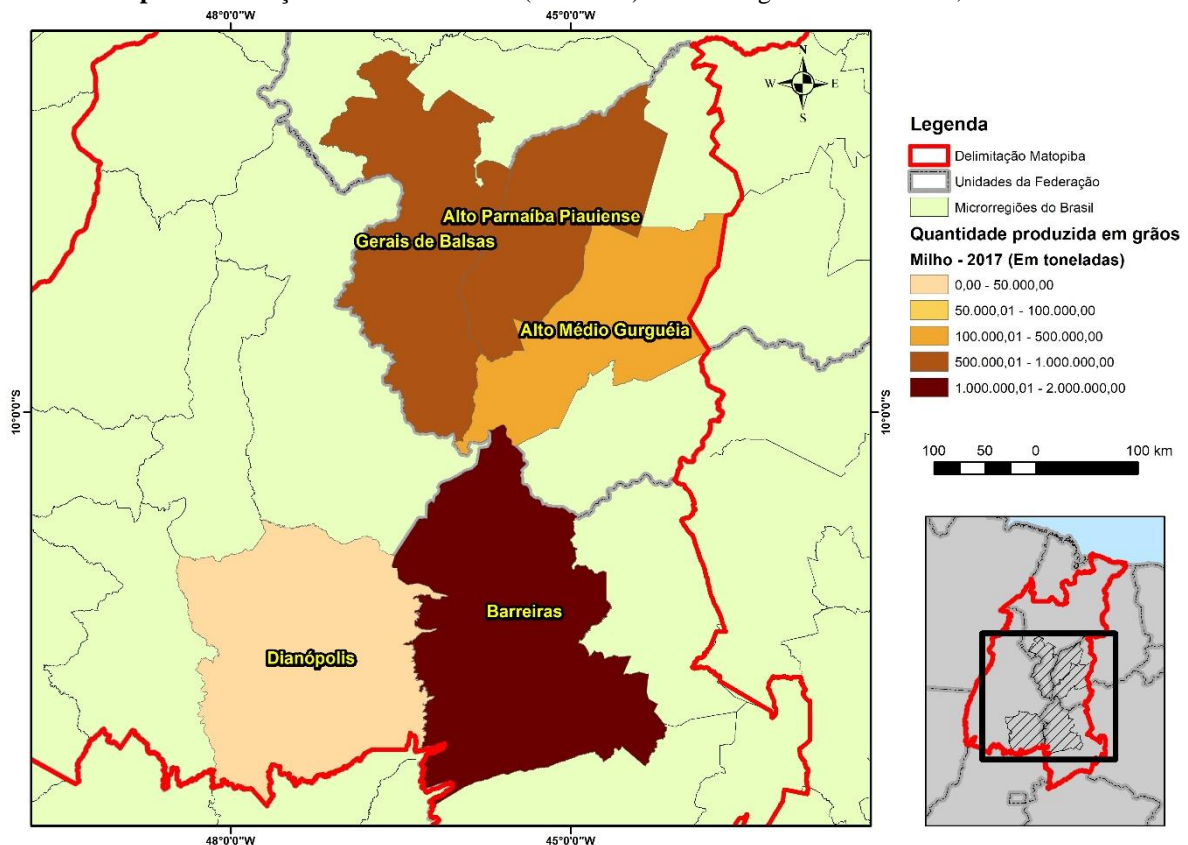 48°0'0"W 45°0'0"W
N
W E
S
Alto Parnaíba Piauiense
Gerais de Balsas
Alto Médio Gurguéia
10°0'0"S 10°0'0"S
Barreiras
Dianópolis
48°0'0"W 45°0'0"W
Legenda
Delimitação Matopiba
Unidades da Federação
Microrregiões do Brasil
Quantidade produzida em grãos
Milho - 2017 (Em toneladas)
0,00 - 50.000,00
50.000,01 - 100.000,00
100.000,01 - 500.000,00
500.000,01 - 1.000.000,00
1.000.000,01 - 2.000.000,00
100 50 0 100 km